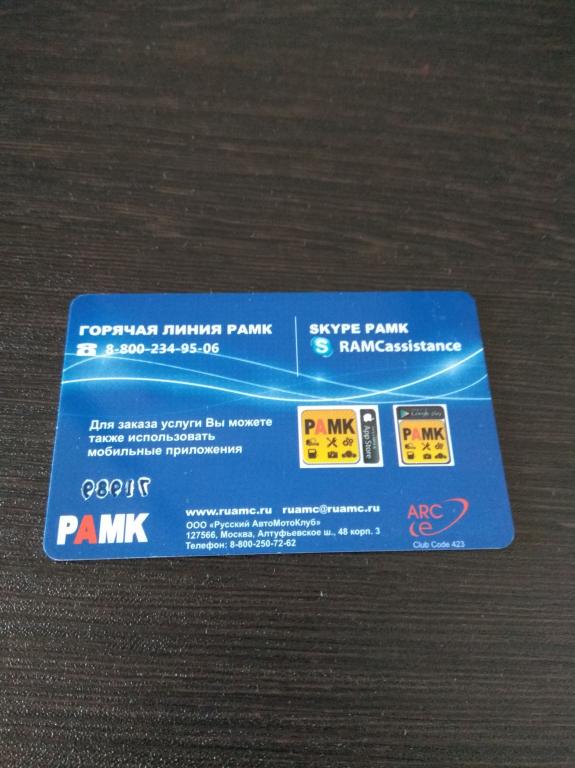 ГОРЯЧАЯ ЛИНИЯ РАМК
8-800-234-95-06
SKYPE РАМК
S RAMCassistance
Для заказа услуги Вы можете
также использовать
мобильные приложения
РАМК
App Store
Google play
РАМК
РАМК
www.ruamc.ru ruamc@ruamc.ru
ООО «Русский АвтоМотоКлуб»
127566, Москва, Алтуфьевское ш., 48 корп. 3
Телефон: 8-800-250-72-62
ARC
e
Club Code 423